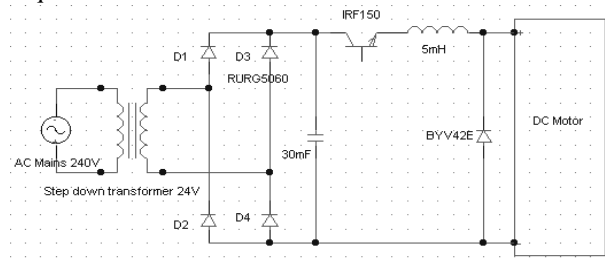 IRF150
D1
D3
5mH
RURG5060
DC Motor
BYV42E
AC Mains 240V
30mF
Step down transformer 24V
D2
D4